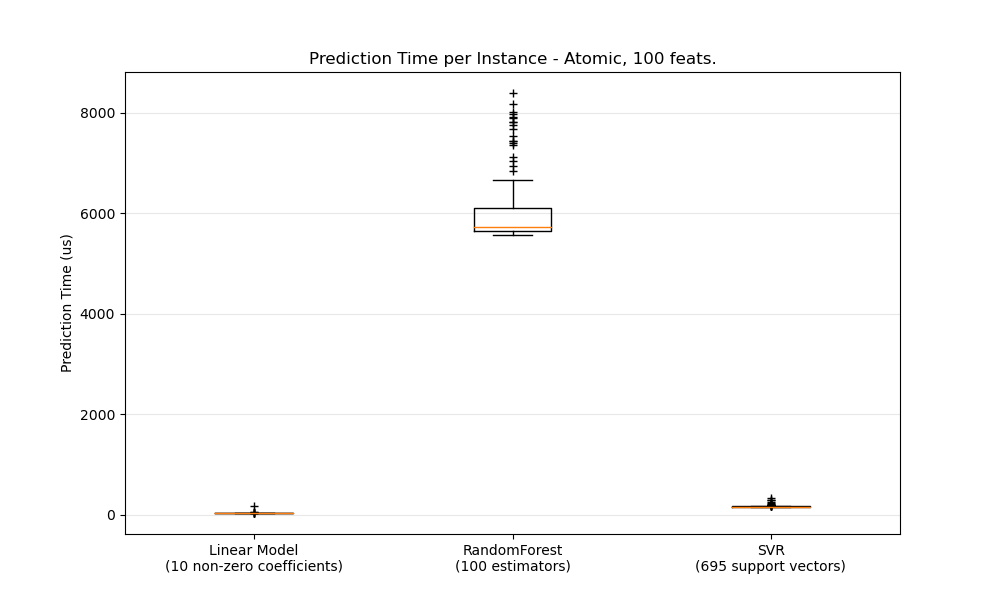 Prediction Time per Instance - Atomic, 100 feats.
Prediction Time (us)
8000
6000
4000
2000
0
Linear Model
(10 non-zero coefficients)
RandomForest
(100 estimators)
SVR
(695 support vectors)